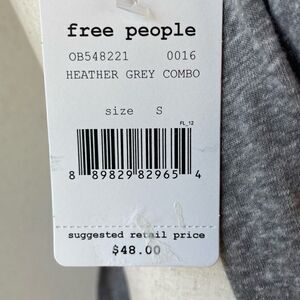 free people
OB548221 0016
HEATHER GREY COMBO
size S
FL_12
8 89829 82965 4
suggested retail price
$48.00